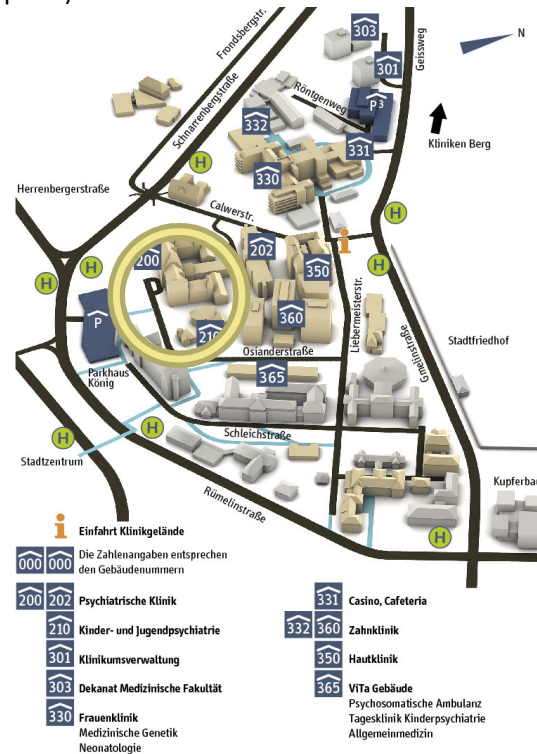 303
301
Geissweg
N
Frondsbergstr.
Schnarrenbergstraße
Röntgenweg
P3
332
331
Kliniken Berg
330
H
Herrenbergerstraße
Calwerstr.
H
i
200
202
350
H
H
H
360
210
P
Osianderstraße
Liebermeisterstr.
Gmelinstraße
Stadtfriedhof
Parkhaus
König
365
H
H
Schleichstraße
Stadtzentrum
Rümelinstraße
Kupferbau
H
i Einfahrt Klinikgelände
000 000 Die Zahlenangaben entsprechen
den Gebäudenummern
200 202 Psychiatrische Klinik
210 Kinder- und Jugendpsychiatrie
301 Klinikumsverwaltung
303 Dekanat Medizinische Fakultät
330 Frauenklinik
Medizinische Genetik
Neonatologie
331 Casino, Cafeteria
332 360 Zahnklinik
350 Hautklinik
365 ViTa Gebäude
Psychosomatische Ambulanz
Tagesklinik Kinderpsychiatrie
Allgemeinmedizin